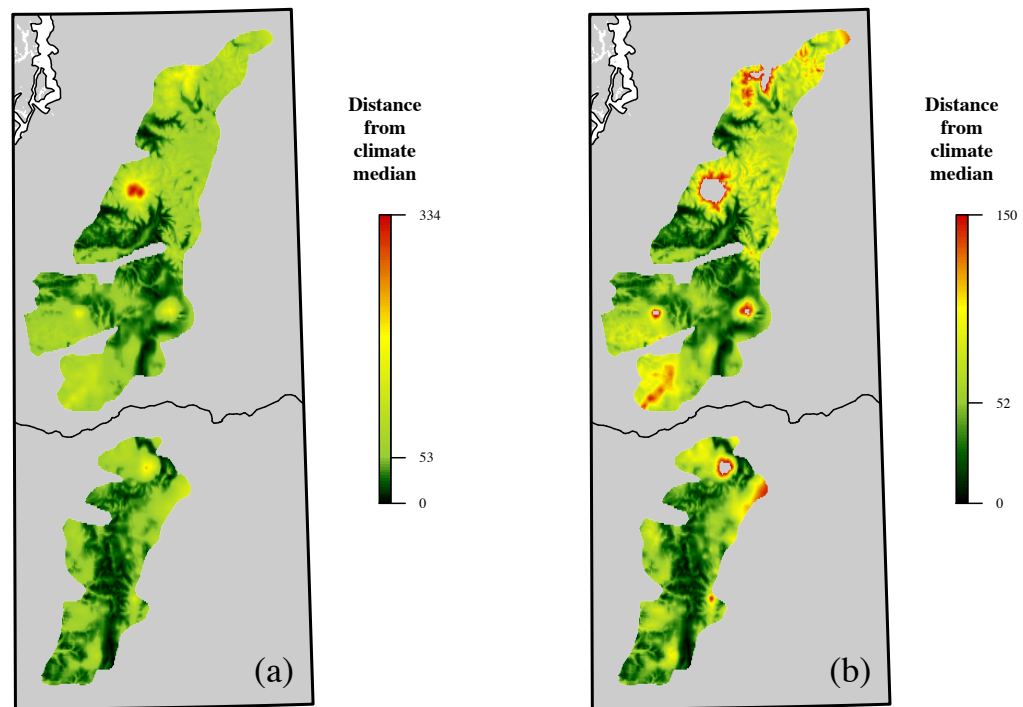 Distance
from
climate
median
334
53
0
(a)
Distance
from
climate
median
150
52
0
(b)